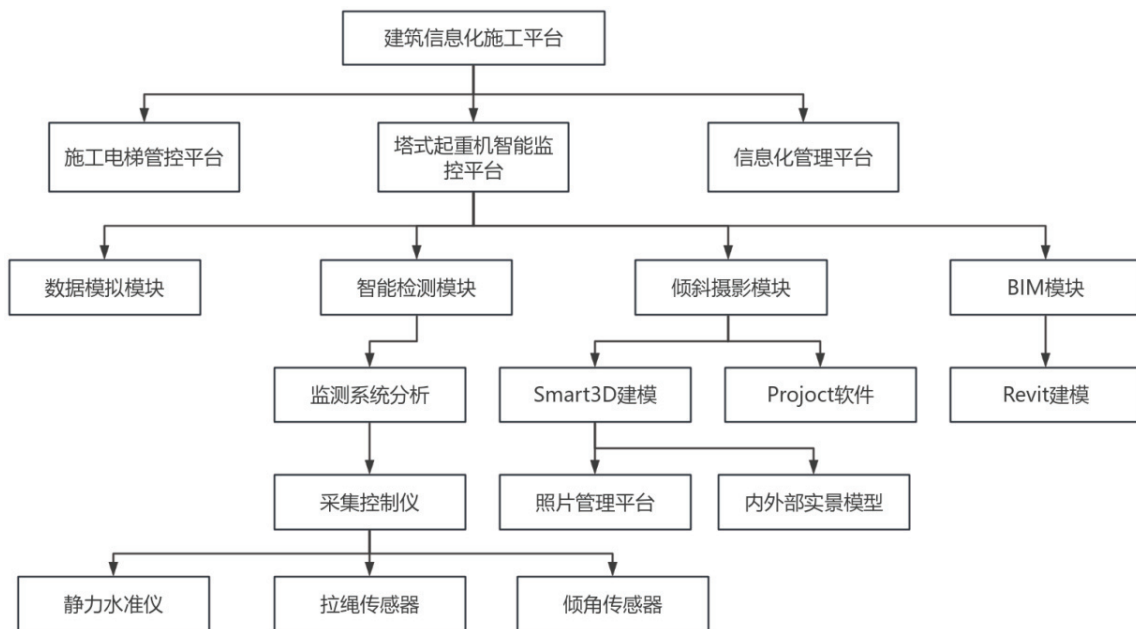 建筑信息化施工平台
施工电梯管控平台
塔式起重机智能监
控平台
信息化管理平台
数据模拟模块
智能检测模块
倾斜摄影模块
BIM模块
监测系统分析
Smart3D建模
Projoct软件
Revit建模
采集控制仪
照片管理平台
内外部实景模型
静力水准仪
拉绳传感器
倾角传感器